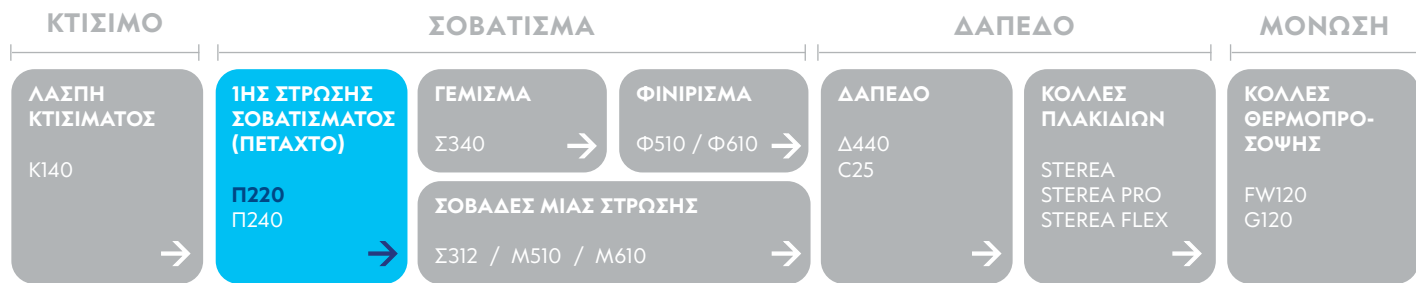 ΚΤΙΣΙΜΟ
ΣΟΒΑΤΙΣΜΑ
ΔΑΠΕΔΟ
ΜΟΝΩΣΗ
ΛΑΣΠΗ
ΚΤΙΣΙΜΑΤΟΣ
Κ140
1ΗΣ ΣΤΡΩΣΗΣ
ΣΟΒΑΤΙΣΜΑΤΟΣ
(ΠΕΤΑΧΤΟ)
Π220
Π240
ΓΕΜΙΣΜΑ
Σ340
ΦΙΝΙΡΙΣΜΑ
Φ510 / Φ610
ΣΟΒΑΔΕΣ ΜΙΑΣ ΣΤΡΩΣΗΣ
Σ312 / Μ510 / Μ610
ΔΑΠΕΔΟ
Δ440
C25
ΚΟΛΛΕΣ
ΠΛΑΚΙΔΙΩΝ
STEREA
STEREA PRO
STEREA FLEX
ΚΟΛΛΕΣ
ΘΕΡΜΟΠΡΟ-
ΣΟΨΗΣ
FW120
G120